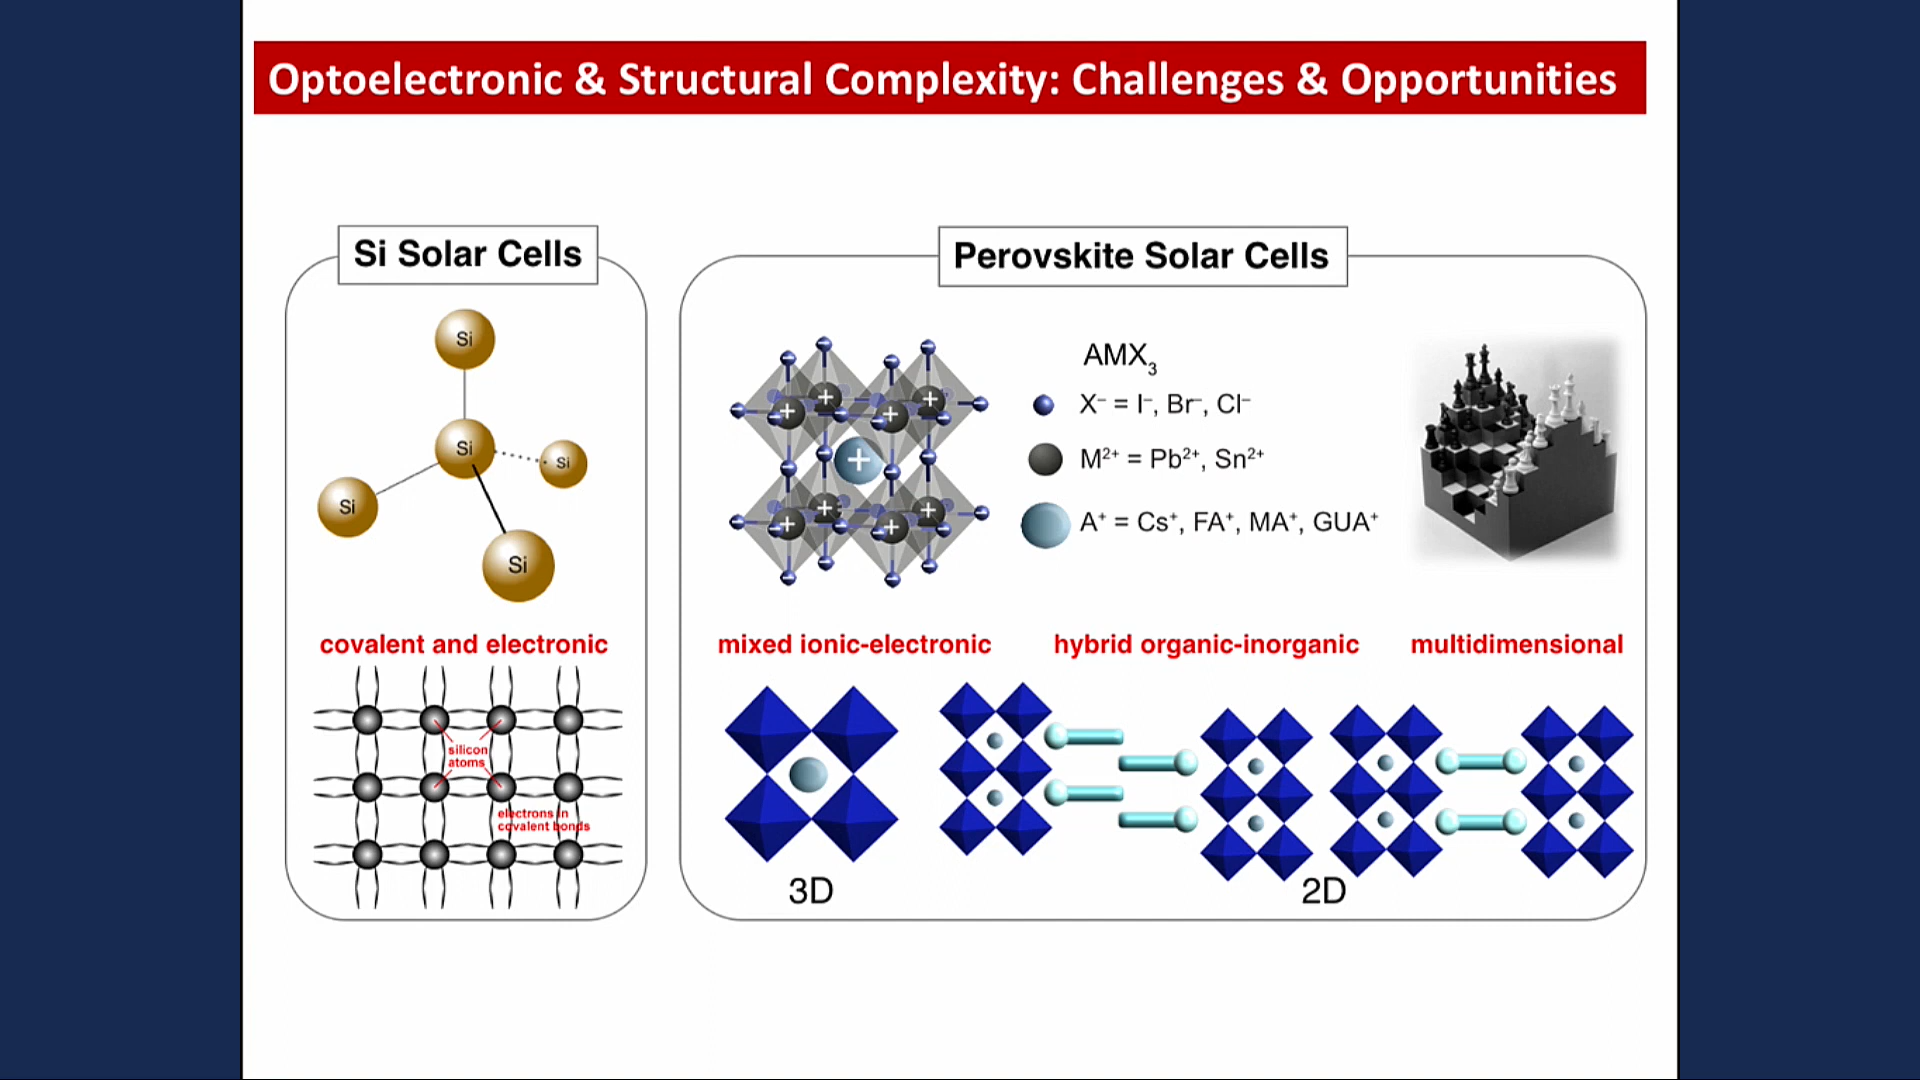 Optoelectronic & Structural Complexity: Challenges & Opportunities
Si Solar Cells
Si
Si
Si
Si
Si
covalent and electronic
silicon
atoms
electrons in
covalent bonds
Perovskite Solar Cells
+ + + +
+
+ + + +
AMX₃
X⁻ = I⁻, Br⁻, Cl⁻
M²⁺ = Pb²⁺, Sn²⁺
A⁺ = Cs⁺, FA⁺, MA⁺, GUA⁺
mixed ionic-electronic
hybrid organic-inorganic
multidimensional
3D
2D